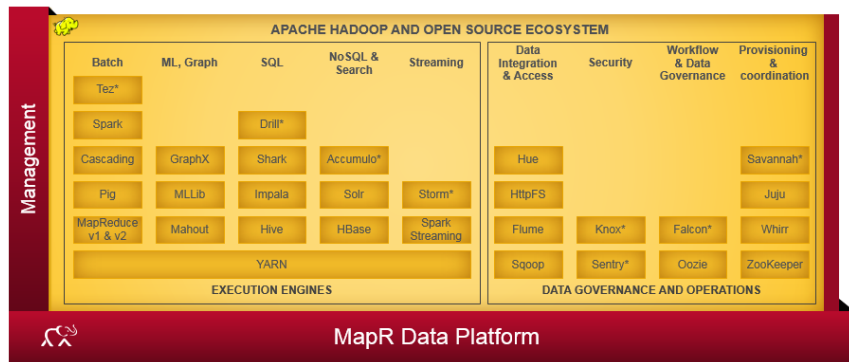 APACHE HADOOP AND OPEN SOURCE ECOSYSTEM
Management
Batch
ML, Graph
SQL
NoSQL &
Search
Streaming
Data
Integration
& Access
Security
Workflow
& Data
Governance
Provisioning
&
coordination
Tez*
Spark
Drill*
Cascading
GraphX
Shark
Accumulo*
Hue
Savannah*
Pig
MLLib
Impala
Solr
Storm*
HttpFS
Juju
MapReduce
v1 & v2
Mahout
Hive
HBase
Spark
Streaming
Flume
Knox*
Falcon*
Whirr
YARN
Sqoop
Sentry*
Oozie
ZooKeeper
EXECUTION ENGINES
DATA GOVERNANCE AND OPERATIONS
MapR Data Platform